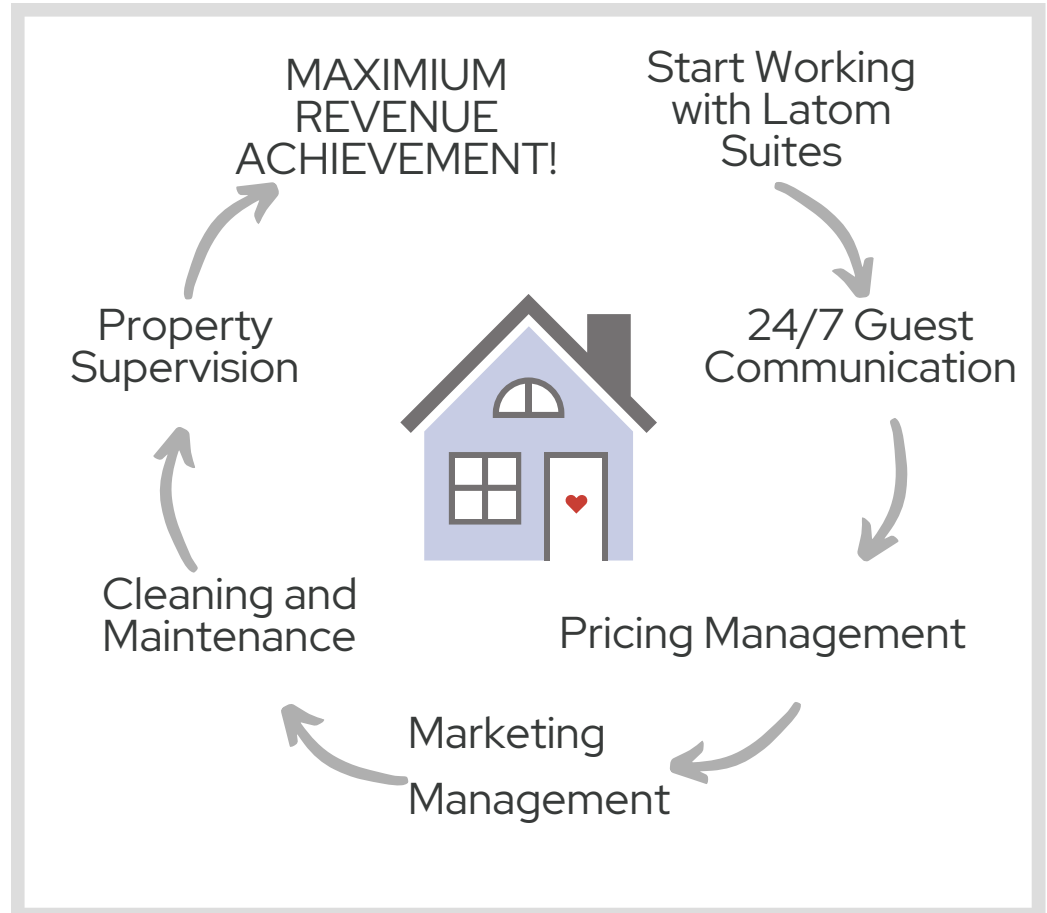 MAXIMIUM
REVENUE
ACHIEVEMENT!
Start Working
with Latom
Suites
24/7 Guest
Communication
Pricing Management
Marketing
Management
Cleaning and
Maintenance
Property
Supervision